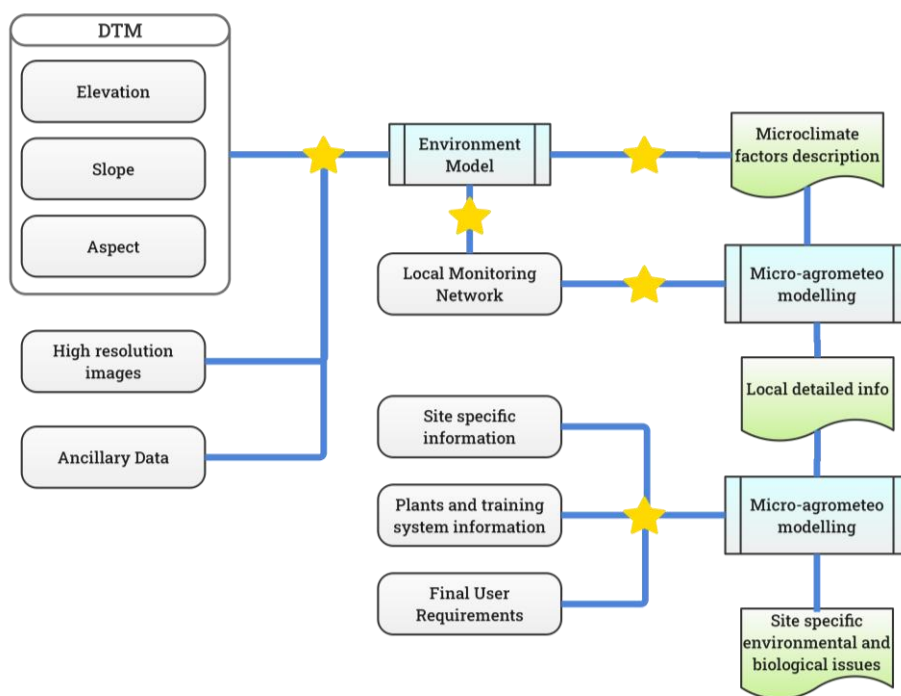 DTM
Elevation
Slope
Aspect
High resolution
images
Ancillary Data
Environment
Model
Local Monitoring
Network
Microclimate
factors description
Micro-agrometeo
modelling
Local detailed info
Site specific
information
Plants and training
system information
Final User
Requirements
Micro-agrometeo
modelling
Site specific
environmental and
biological issues